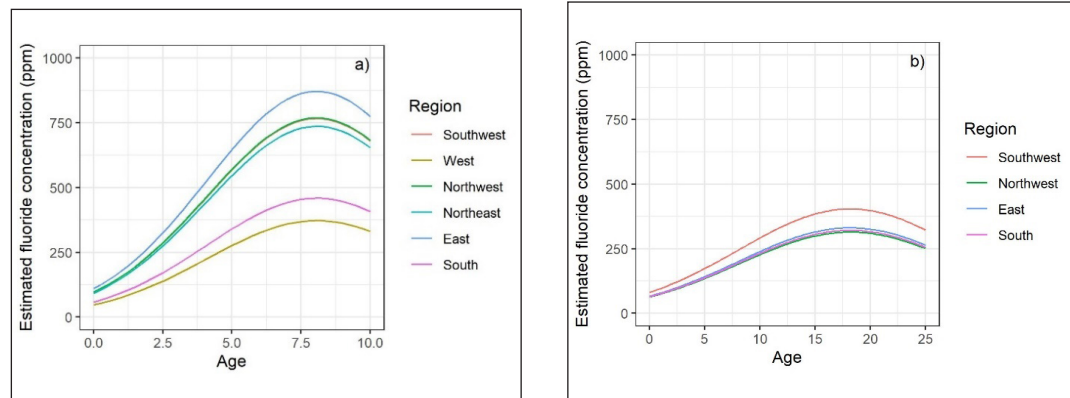 a)
Estimated fluoride concentration (ppm)
1000
750
500
250
0
0.0 2.5 5.0 7.5 10.0
Age
Region
Southwest
West
Northwest
Northeast
East
South
b)
Estimated fluoride concentration (ppm)
1000
750
500
250
0
0 5 10 15 20 25
Age
Region
Southwest
Northwest
East
South